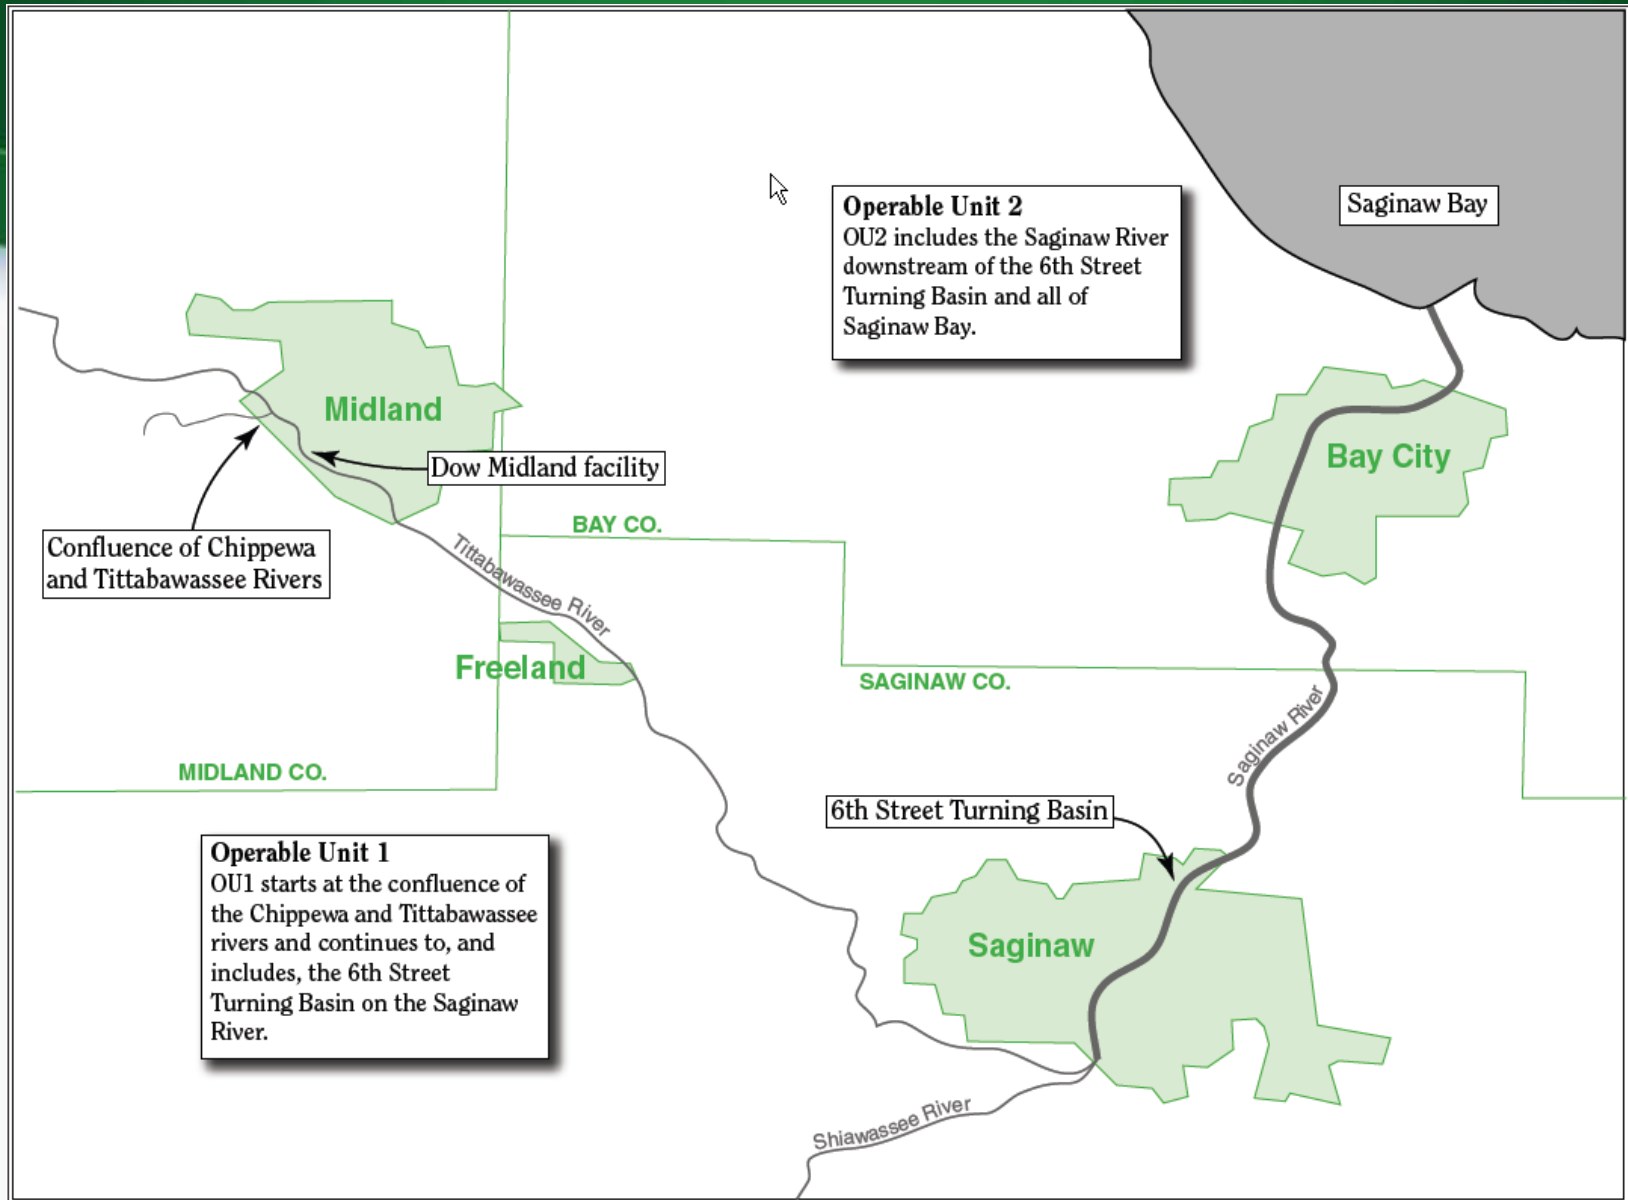 Operable Unit 2
OU2 includes the Saginaw River
downstream of the 6th Street
Turning Basin and all of
Saginaw Bay.
Saginaw Bay
Midland
Dow Midland facility
Bay City
Confluence of Chippewa
and Tittabawassee Rivers
BAY CO.
Tittabawassee River
Freeland
SAGINAW CO.
Saginaw River
MIDLAND CO.
6th Street Turning Basin
Operable Unit 1
OU1 starts at the confluence of
the Chippewa and Tittabawassee
rivers and continues to, and
includes, the 6th Street
Turning Basin on the Saginaw
River.
Saginaw
Shiawassee River